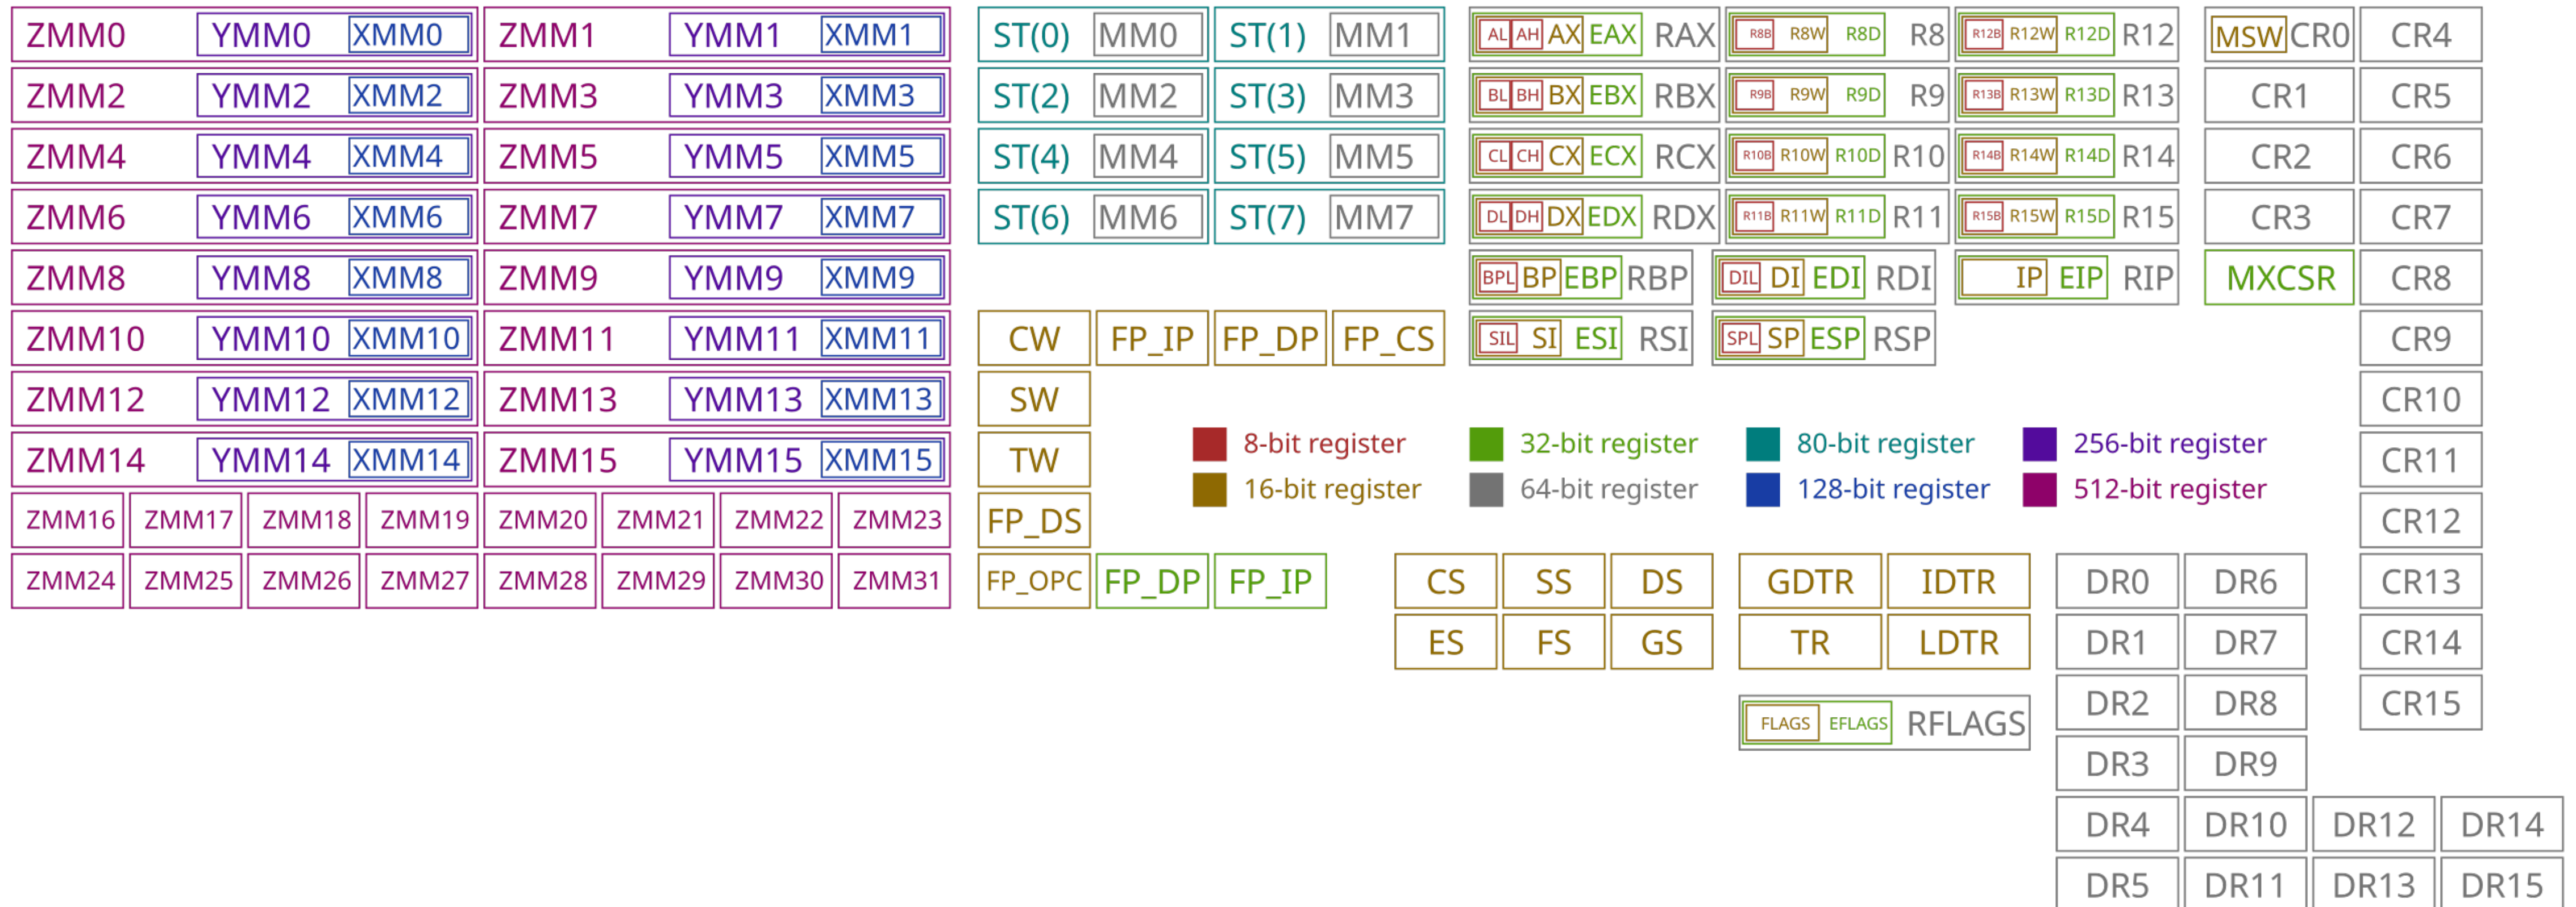 ZMM0 YMM0 XMM0 ZMM1 YMM1 XMM1 ST(0) MM0 ST(1) MM1 AL AH AX EAX RAX R8B R8W R8D R8 R12B R12W R12D R12 MSW CR0 CR4
ZMM2 YMM2 XMM2 ZMM3 YMM3 XMM3 ST(2) MM2 ST(3) MM3 BL BH BX EBX RBX R9B R9W R9D R9 R13B R13W R13D R13 CR1 CR5
ZMM4 YMM4 XMM4 ZMM5 YMM5 XMM5 ST(4) MM4 ST(5) MM5 CL CH CX ECX RCX R10B R10W R10D R10 R14B R14W R14D R14 CR2 CR6
ZMM6 YMM6 XMM6 ZMM7 YMM7 XMM7 ST(6) MM6 ST(7) MM7 DL DH DX EDX RDX R11B R11W R11D R11 R15B R15W R15D R15 CR3 CR7
ZMM8 YMM8 XMM8 ZMM9 YMM9 XMM9 BPL BP EBP RBP DIL DI EDI RDI IP EIP RIP MXCSR CR8
ZMM10 YMM10 XMM10 ZMM11 YMM11 XMM11 CW FP_IP FP_DP FP_CS SIL SI ESI RSI SPL SP ESP RSP CR9
ZMM12 YMM12 XMM12 ZMM13 YMM13 XMM13 SW CR10
ZMM14 YMM14 XMM14 ZMM15 YMM15 XMM15 TW 8-bit register 32-bit register 80-bit register 256-bit register CR11
16-bit register 64-bit register 128-bit register 512-bit register
ZMM16 ZMM17 ZMM18 ZMM19 ZMM20 ZMM21 ZMM22 ZMM23 FP_DS CR12
ZMM24 ZMM25 ZMM26 ZMM27 ZMM28 ZMM29 ZMM30 ZMM31 FP_OPC FP_DP FP_IP CS SS DS GDTR IDTR DR0 DR6 CR13
ES FS GS TR LDTR DR1 DR7 CR14
FLAGS EFLAGS RFLAGS DR2 DR8 CR15
DR3 DR9
DR4 DR10 DR12 DR14
DR5 DR11 DR13 DR15